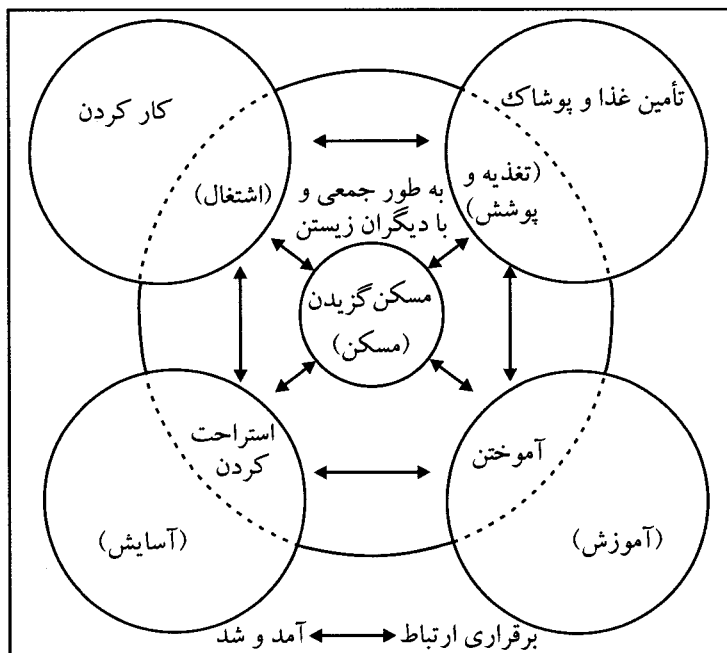 تأمین غذا و پوشاك
(تغذیه و
پوشش)
کار کردن
(اشتغال)
به طور جمعی و
با دیگران زیستن
مسکن گزیدن
(مسکن)
آموختن
(آموزش)
استراحت
کردن
(آسایش)
برقراری ارتباط ⟷ آمد و شد